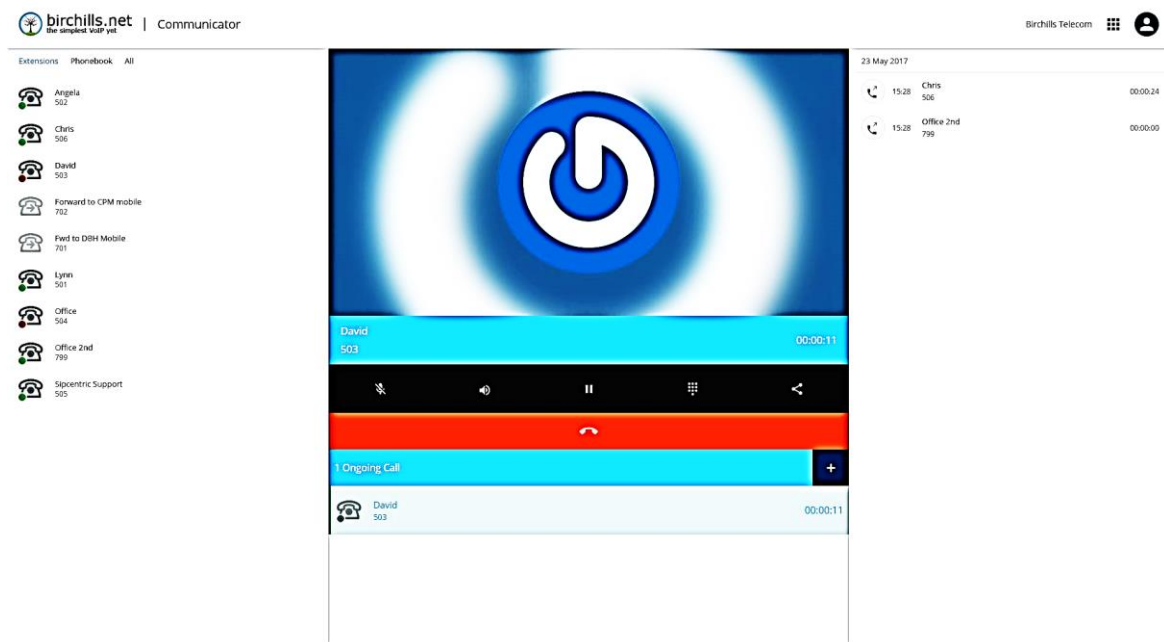 birchills.net | Communicator
the simplest VoIP yet
Birchills Telecom
Extensions Phonebook All
Angela
502
Chris
506
David
503
Forward to CPM mobile
702
Fwd to DBH Mobile
701
Lynn
501
Office
504
Office 2nd
799
Sipcentric Support
505
David
503
00:00:11
1 Ongoing Call
+
David
503
00:00:11
23 May 2017
15:28 Chris 00:00:24
506
15:28 Office 2nd 00:00:00
799